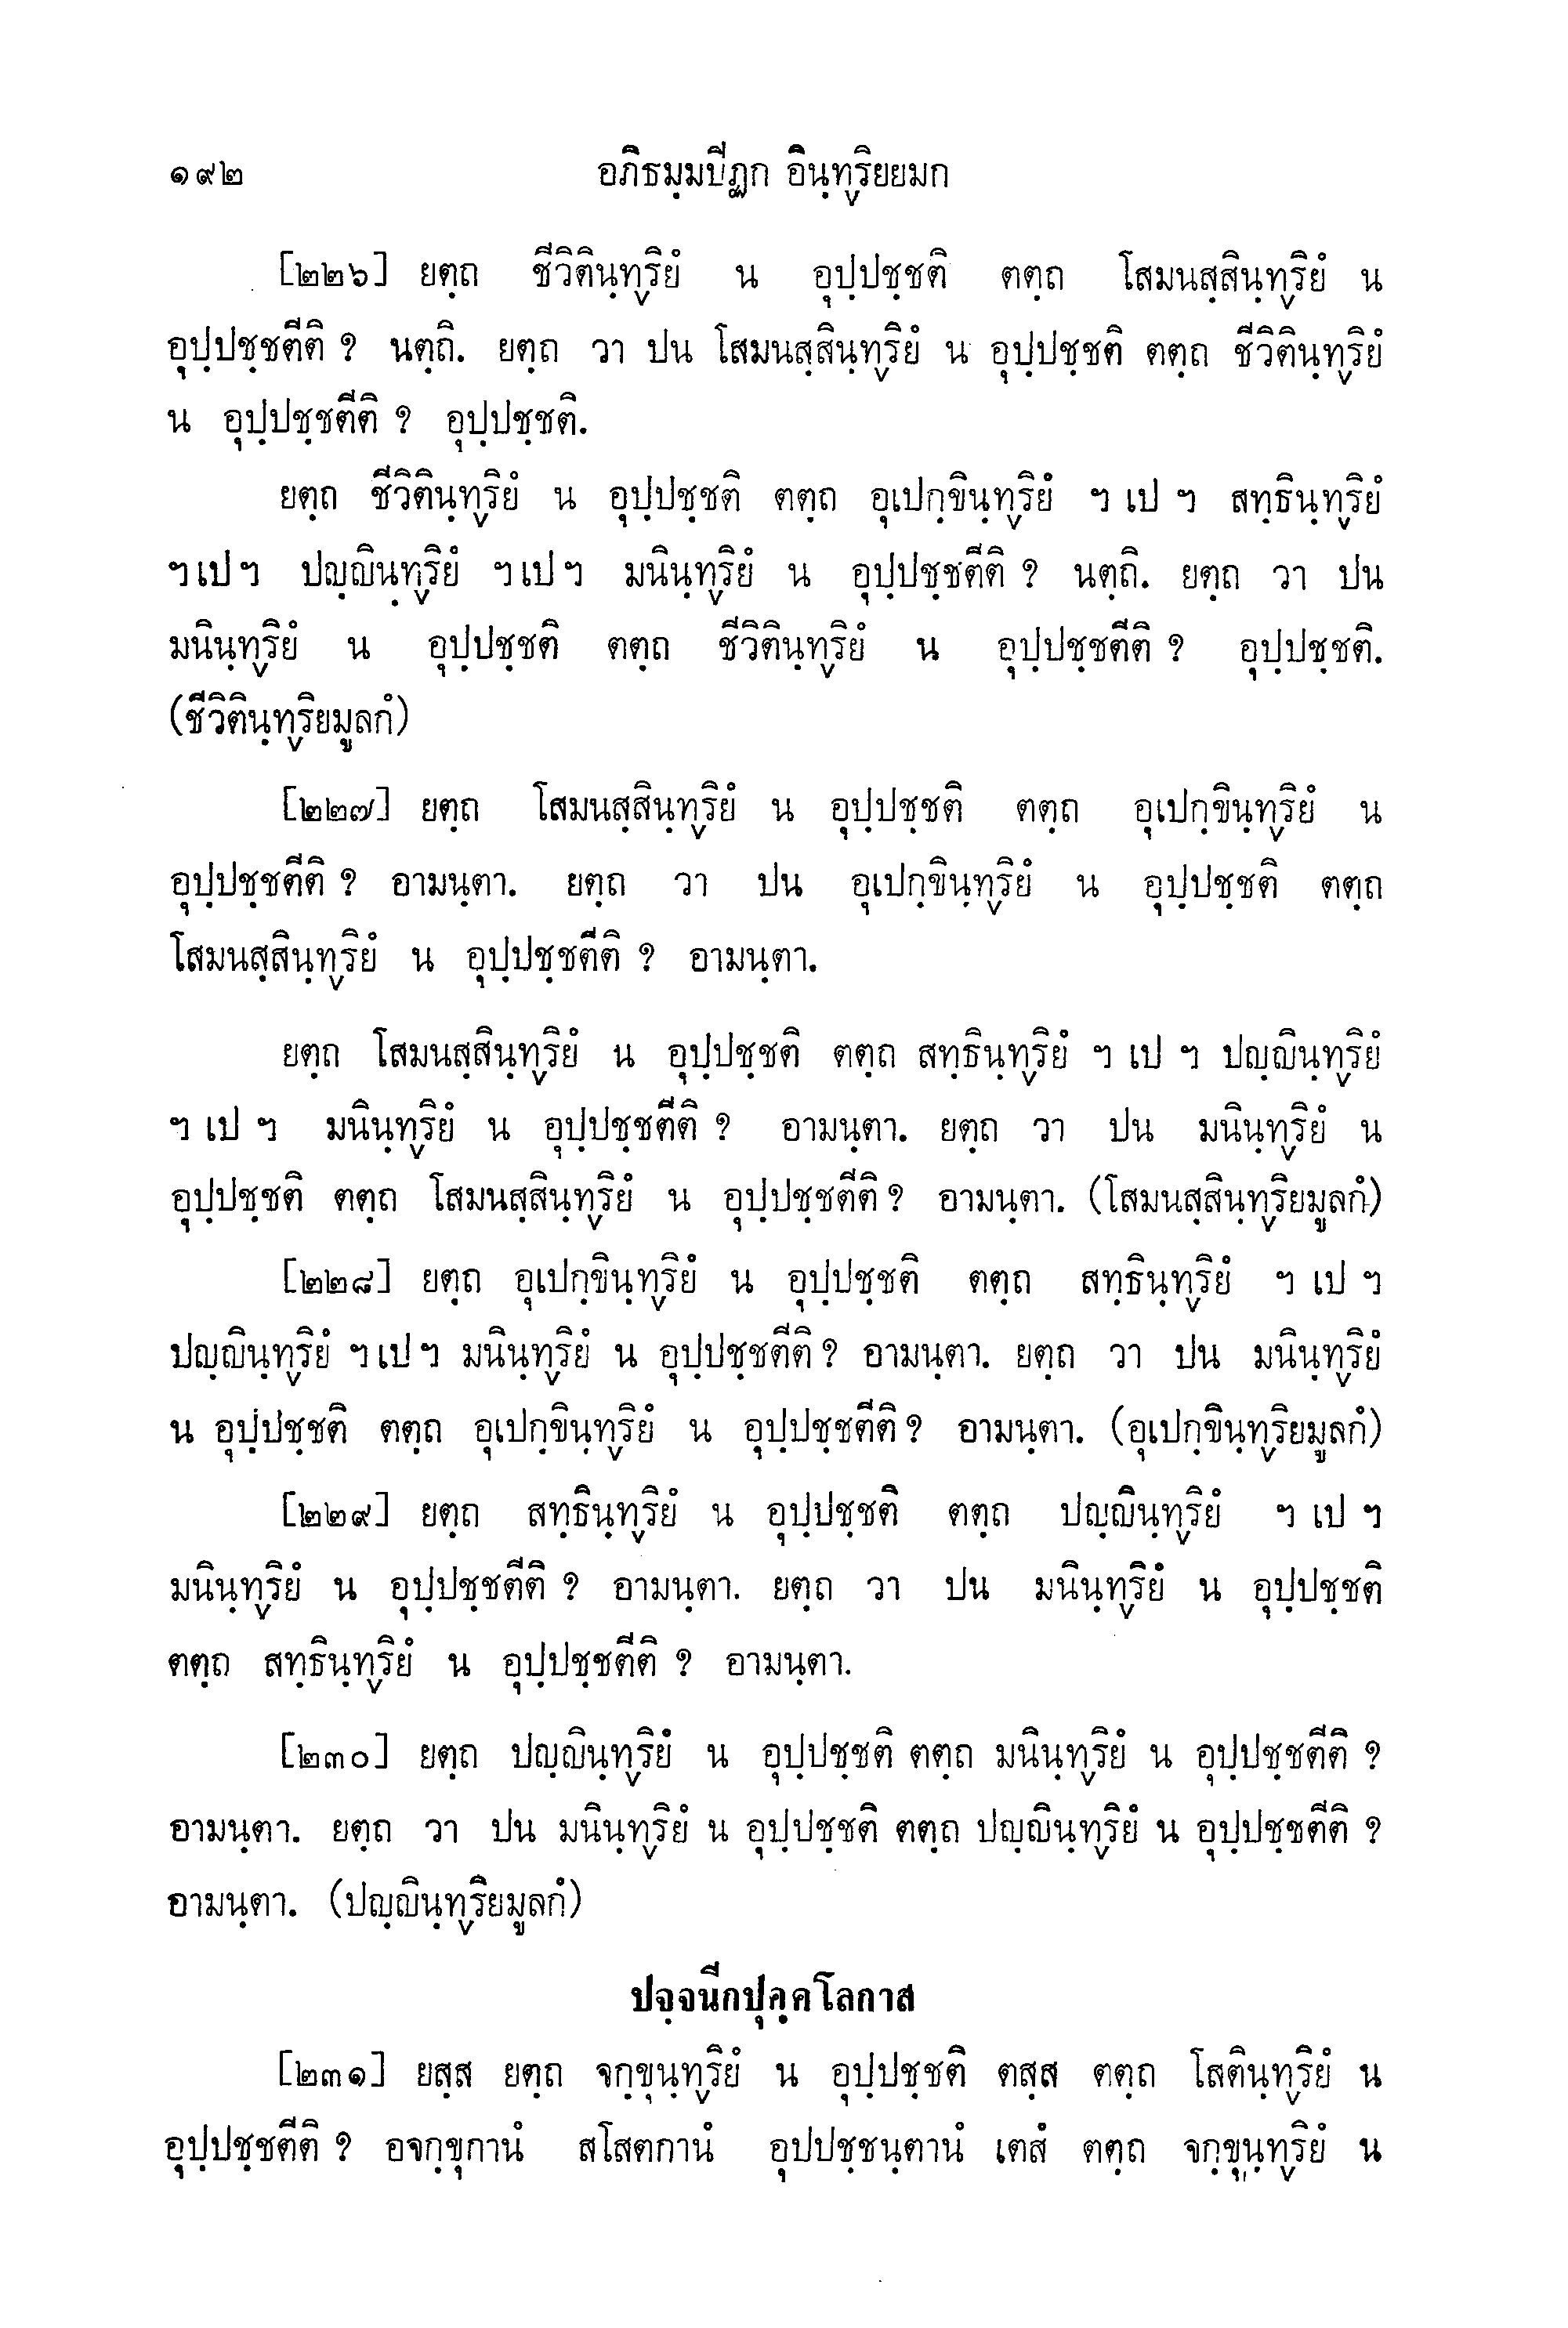 ๑๙๒ อภิธมฺมปีฏก อินฺท๎ริยยมก
[๒๒๖] ยตฺถ ชีวิตินฺท๎ริยํ น อุปฺปชฺชติ ตตฺถ โสมนสฺสินฺท๎ริยํ น
อุปฺปชฺชตีติ ? นตฺถิ. ยตฺถ วา ปน โสมนสฺสินฺท๎ริยํ น อุปฺปชฺชติ ตตฺถ ชีวิตินฺท๎ริยํ
น อุปฺปชฺชตีติ ? อุปฺปชฺชติ.
ยตฺถ ชีวิตินฺท๎ริยํ น อุปฺปชฺชติ ตตฺถ อุเปกฺขินฺท๎ริยํ ฯ เป ฯ สทฺธินฺท๎ริยํ
ฯ เป ฯ ปญฺญินฺท๎ริยํ ฯ เป ฯ มนินฺท๎ริยํ น อุปฺปชฺชตีติ ? นตฺถิ. ยตฺถ วา ปน
มนินฺท๎ริยํ น อุปฺปชฺชติ ตตฺถ ชีวิตินฺท๎ริยํ น อุปฺปชฺชตีติ ? อุปฺปชฺชติ.
(ชีวิตินฺท๎ริยมูลกํ)
[๒๒๗] ยตฺถ โสมนสฺสินฺท๎ริยํ น อุปฺปชฺชติ ตตฺถ อุเปกฺขินฺท๎ริยํ น
อุปฺปชฺชตีติ ? อามนฺตา. ยตฺถ วา ปน อุเปกฺขินฺท๎ริยํ น อุปฺปชฺชติ ตตฺถ
โสมนสฺสินฺท๎ริยํ น อุปฺปชฺชตีติ ? อามนฺตา.
ยตฺถ โสมนสฺสินฺท๎ริยํ น อุปฺปชฺชติ ตตฺถ สทฺธินฺท๎ริยํ ฯ เป ฯ ปญฺญินฺท๎ริยํ
ฯ เป ฯ มนินฺท๎ริยํ น อุปฺปชฺชตีติ ? อามนฺตา. ยตฺถ วา ปน มนินฺท๎ริยํ น
อุปฺปชฺชติ ตตฺถ โสมนสฺสินฺท๎ริยํ น อุปฺปชฺชตีติ ? อามนฺตา. (โสมนสฺสินฺท๎ริยมูลกํ)
[๒๒๘] ยตฺถ อุเปกฺขินฺท๎ริยํ น อุปฺปชฺชติ ตตฺถ สทฺธินฺท๎ริยํ ฯ เป ฯ
ปญฺญินฺท๎ริยํ ฯ เป ฯ มนินฺท๎ริยํ น อุปฺปชฺชตีติ ? อามนฺตา. ยตฺถ วา ปน มนินฺท๎ริยํ
น อุปฺปชฺชติ ตตฺถ อุเปกฺขินฺท๎ริยํ น อุปฺปชฺชตีติ ? อามนฺตา. (อุเปกฺขินฺท๎ริยมูลกํ)
[๒๒๙] ยตฺถ สทฺธินฺท๎ริยํ น อุปฺปชฺชติ ตตฺถ ปญฺญินฺท๎ริยํ ฯ เป ฯ
มนินฺท๎ริยํ น อุปฺปชฺชตีติ ? อามนฺตา. ยตฺถ วา ปน มนินฺท๎ริยํ น อุปฺปชฺชติ
ตตฺถ สทฺธินฺท๎ริยํ น อุปฺปชฺชตีติ ? อามนฺตา.
[๒๓๐] ยตฺถ ปญฺญินฺท๎ริยํ น อุปฺปชฺชติ ตตฺถ มนินฺท๎ริยํ น อุปฺปชฺชตีติ ?
อามนฺตา. ยตฺถ วา ปน มนินฺท๎ริยํ น อุปฺปชฺชติ ตตฺถ ปญฺญินฺท๎ริยํ น อุปฺปชฺชตีติ ?
อามนฺตา. (ปญฺญินฺท๎ริยมูลกํ)
ปจฺจนีกปุคฺคโลกาส
[๒๓๑] ยสฺส ยตฺถ จกฺขุนฺท๎ริยํ น อุปฺปชฺชติ ตสฺส ตตฺถ โสตินฺท๎ริยํ น
อุปฺปชฺชตีติ ? อจกฺขุกานํ สโสตกานํ อุปปชฺชนฺตานํ เตสํ ตตฺถ จกฺขุนฺท๎ริยํ น